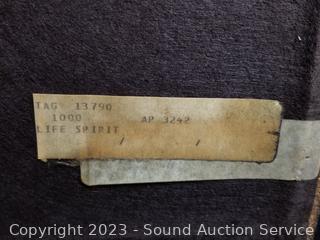 TAG 13790
1000 AP 3242
LIFE SPIRIT
/ /
Copyright 2023 - Sound Auction Service